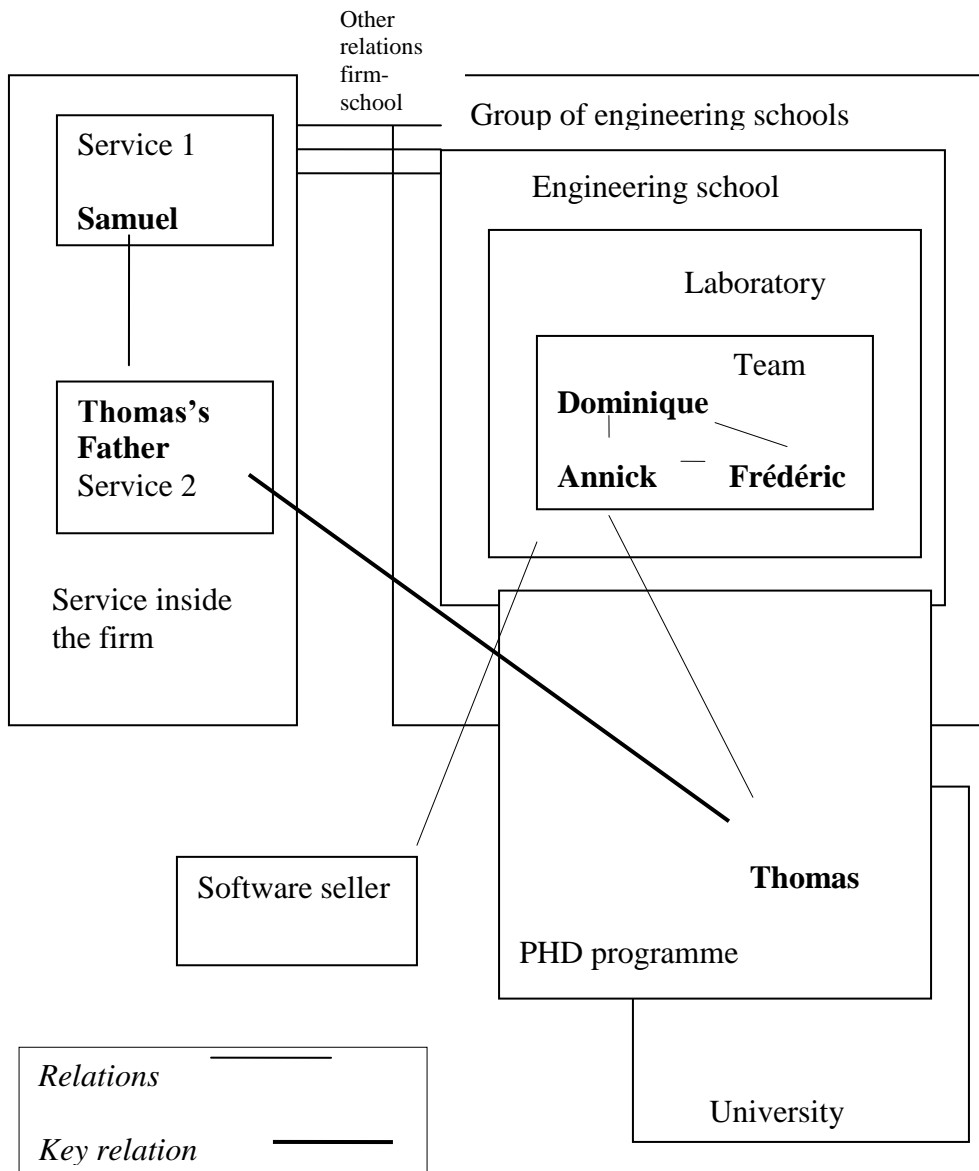 Other
relations
firm-
school
Group of engineering schools
Service 1
Samuel
Engineering school
Laboratory
Team
Dominique
Annick
Frédéric
Thomas’s
Father
Service 2
Service inside
the firm
Software seller
Thomas
PHD programme
University
Relations
Key relation